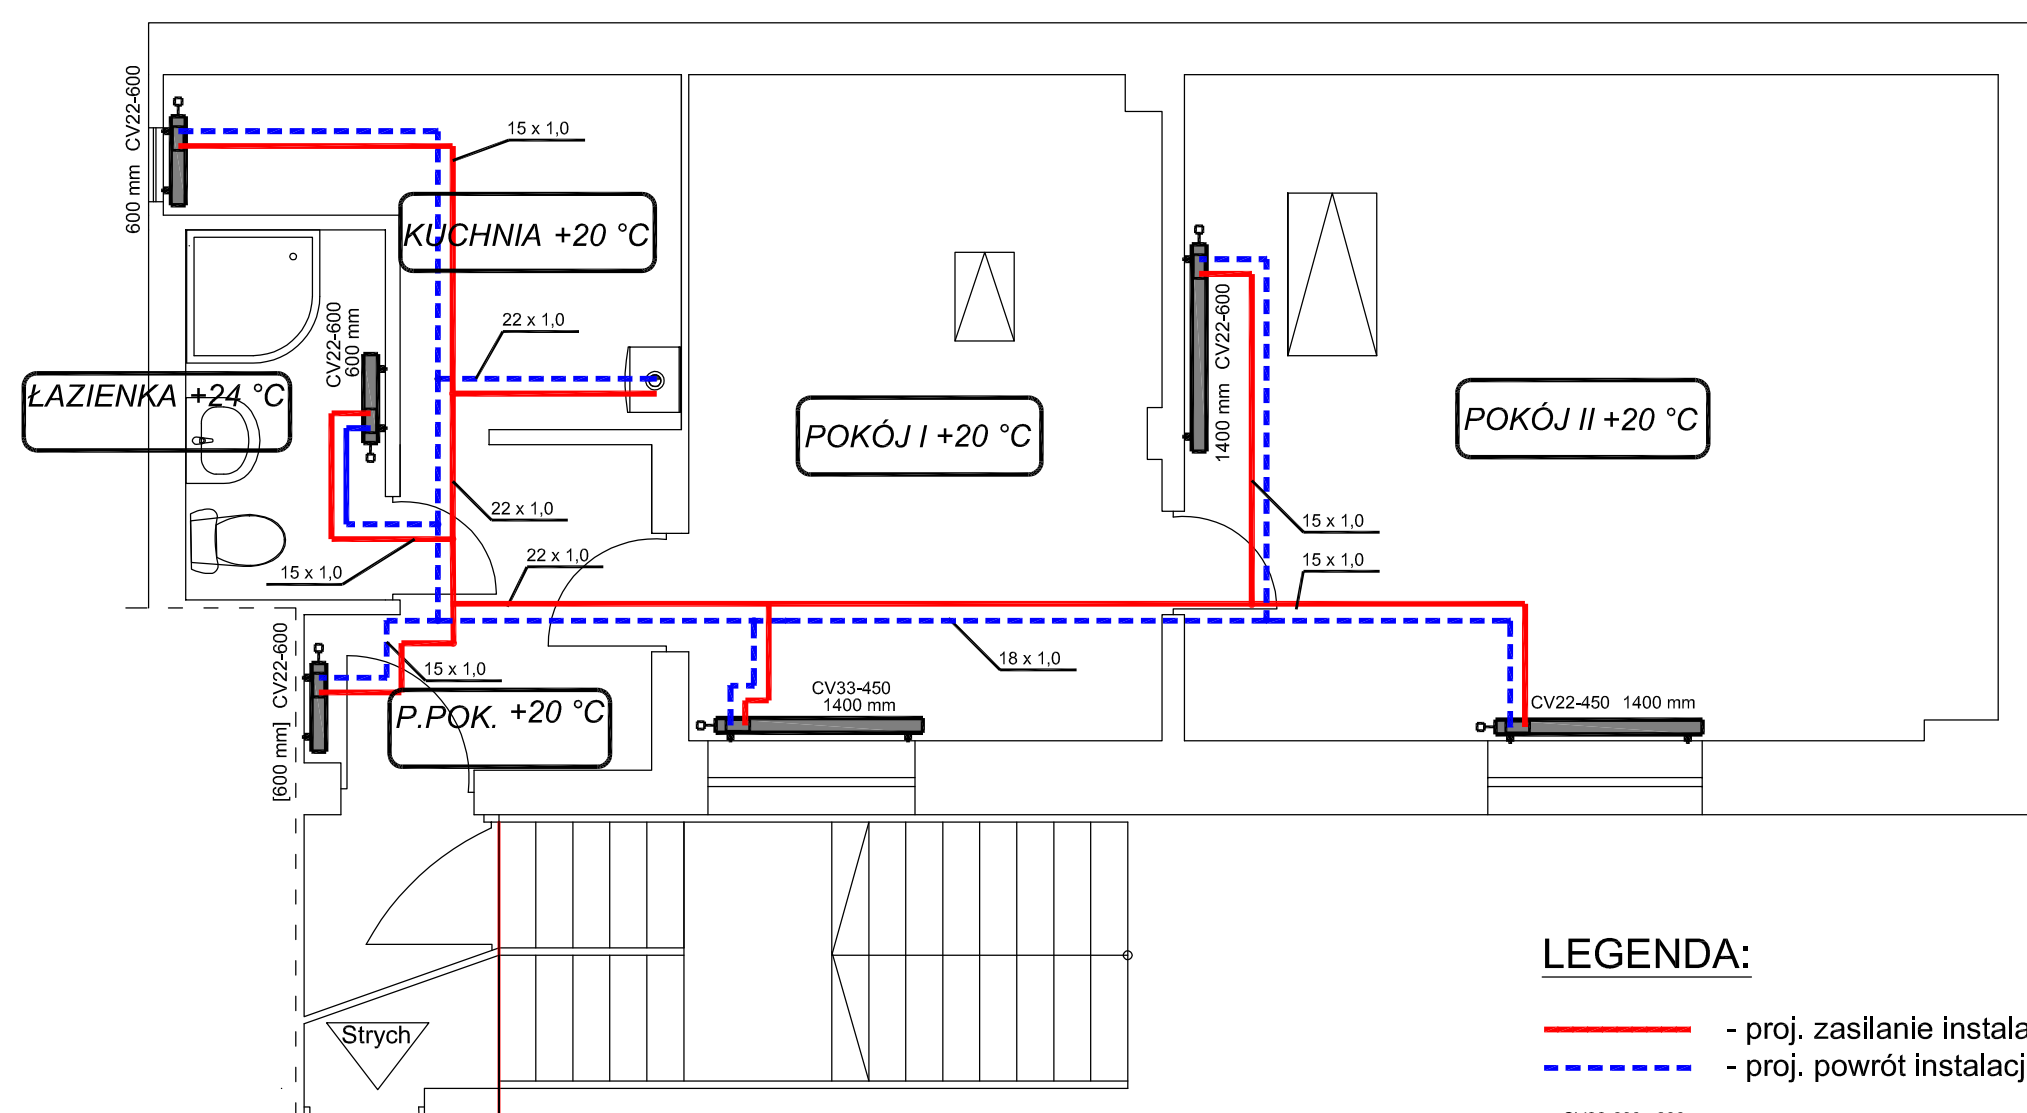 600 mm CV22-600
15 x 1,0
KUCHNIA +20 °C
22 x 1,0
CV22-600
600 mm
ŁAZIENKA +24 °C
22 x 1,0
15 x 1,0
22 x 1,0
POKÓJ I +20 °C
1400 mm CV22-600
POKÓJ II +20 °C
15 x 1,0
15 x 1,0
[600 mm] CV22-600
15 x 1,0
P.POK. +20 °C
18 x 1,0
CV33-450
1400 mm
CV22-450 1400 mm
Strych
LEGENDA:
- proj. zasilanie instala
- proj. powrót instalacj